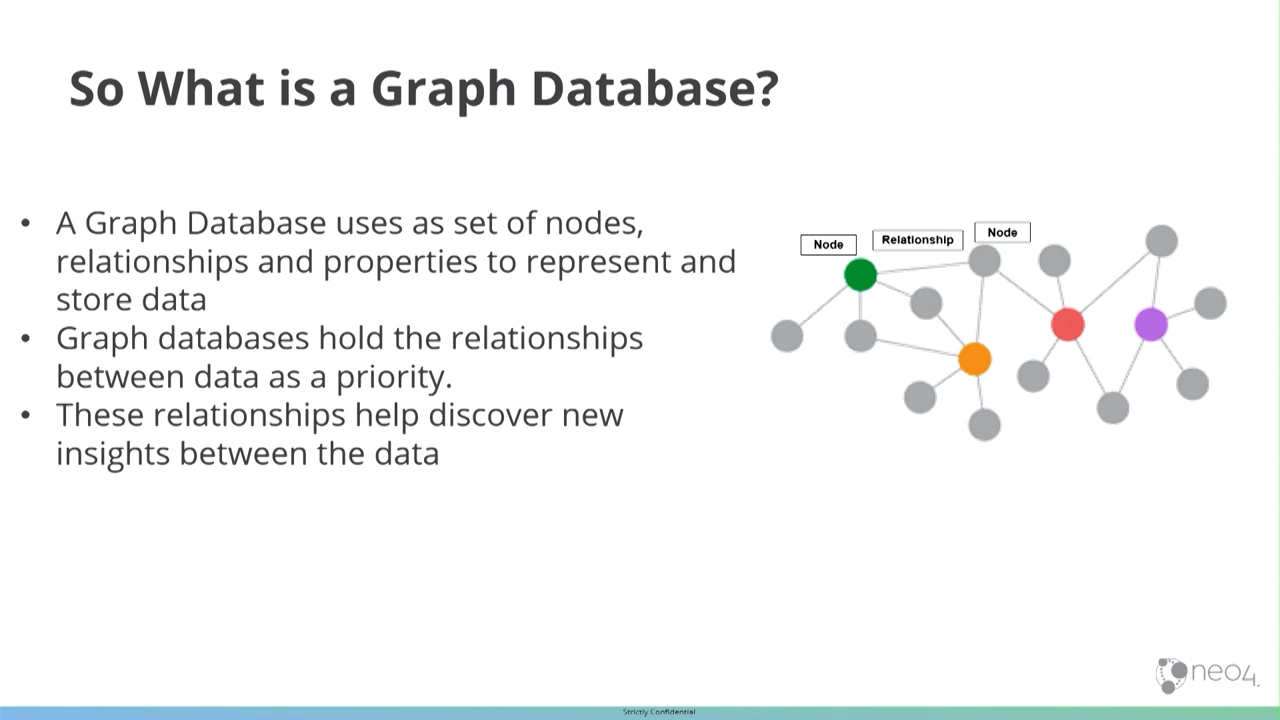 So What is a Graph Database?
• A Graph Database uses as set of nodes,
relationships and properties to represent and
store data
• Graph databases hold the relationships
between data as a priority.
• These relationships help discover new
insights between the data
Node
Relationship
Node
neo4j
Strictly Confidential